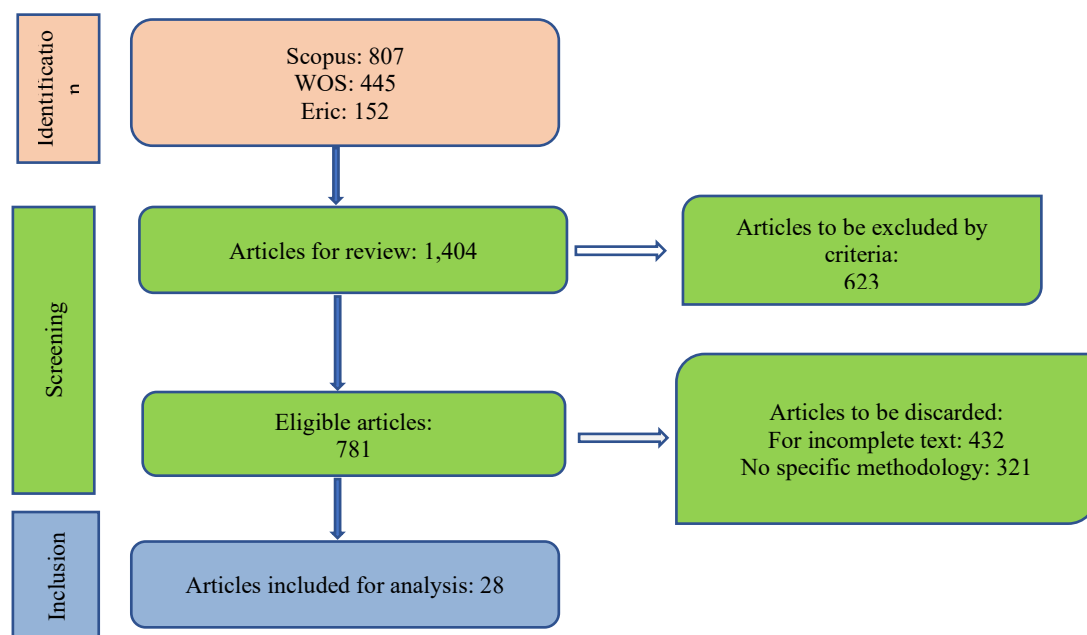 Identificatio
n
Scopus: 807
WOS: 445
Eric: 152
Screening
Articles for review: 1,404
Articles to be excluded by
criteria:
623
Eligible articles:
781
Articles to be discarded:
For incomplete text: 432
No specific methodology: 321
Inclusion
Articles included for analysis: 28